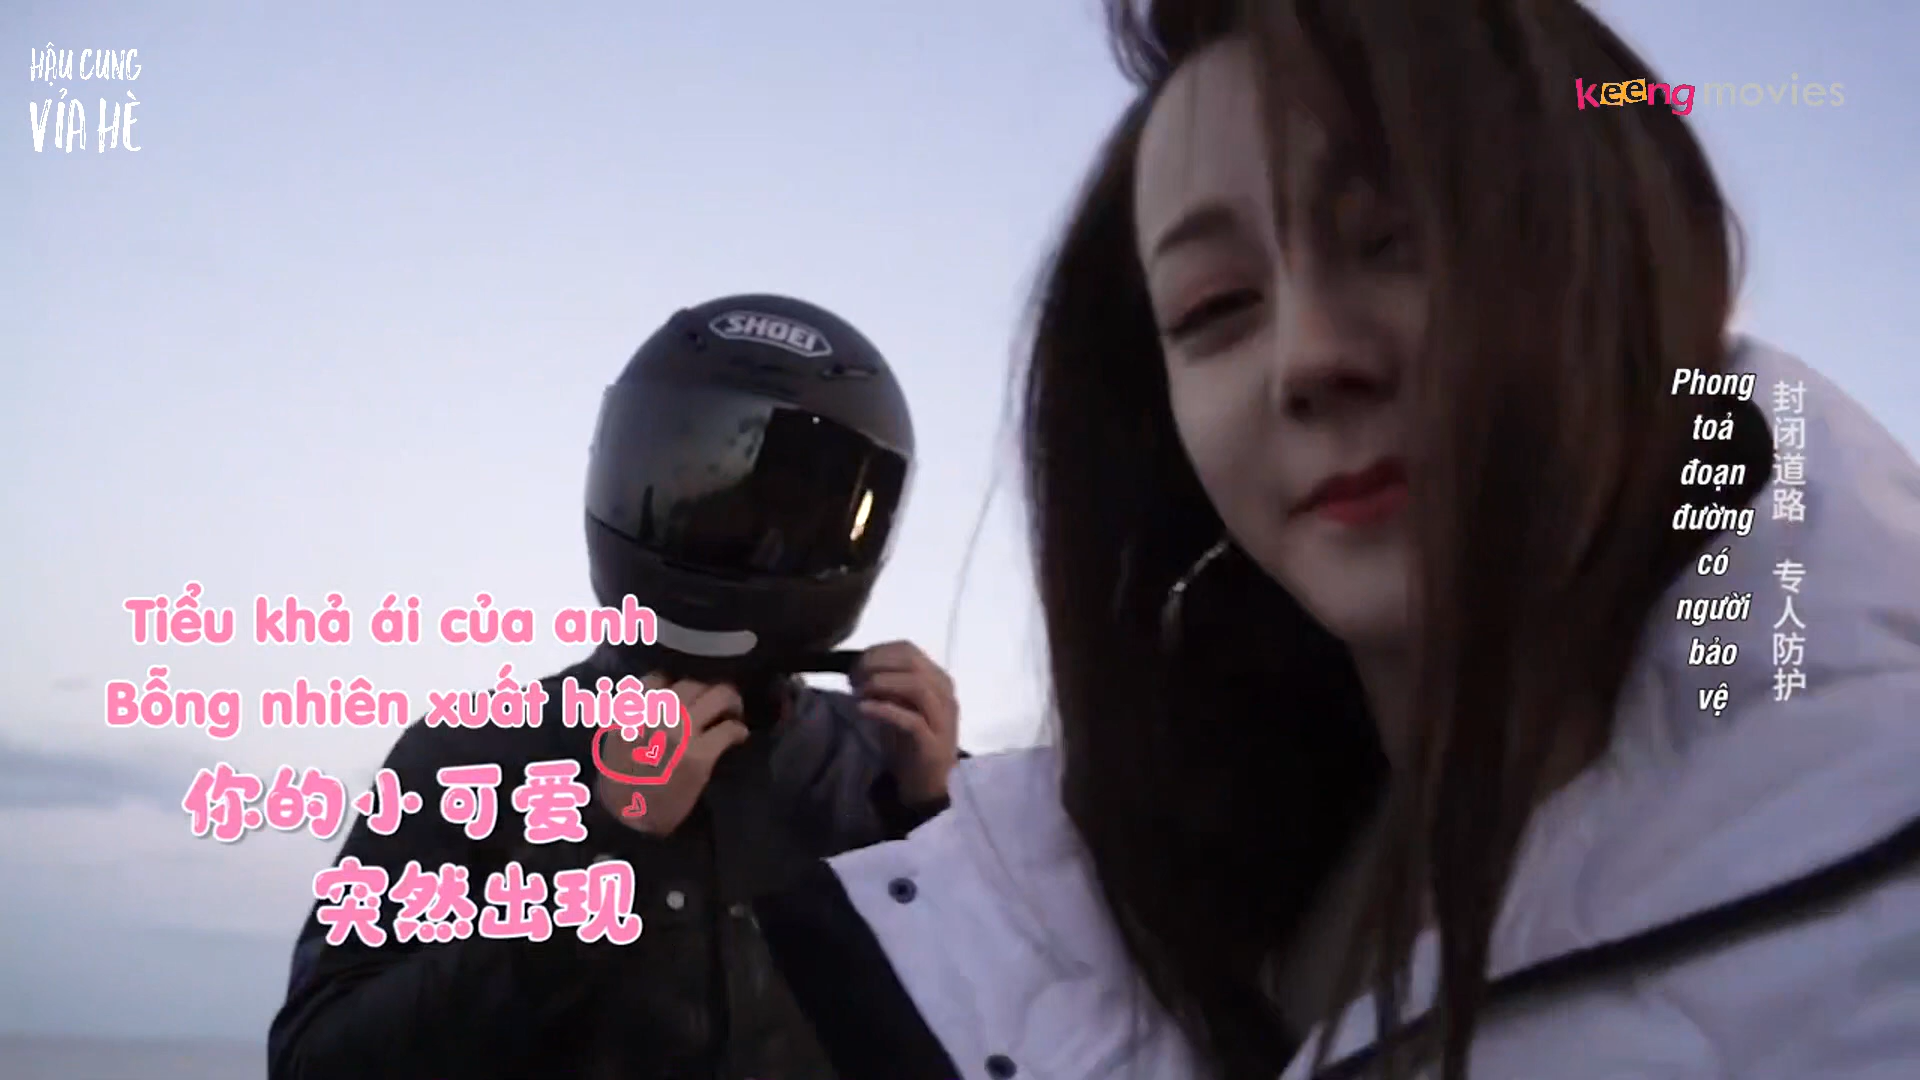 HẬU CUNG
VỈA HÈ
keeng movies
SHOEI
Phong
toả
đoạn
đường
có
người
bảo
vệ
封闭道路 专人防护
Tiểu khả ái của anh
Bỗng nhiên xuất hiện
你的小可爱
突然出现